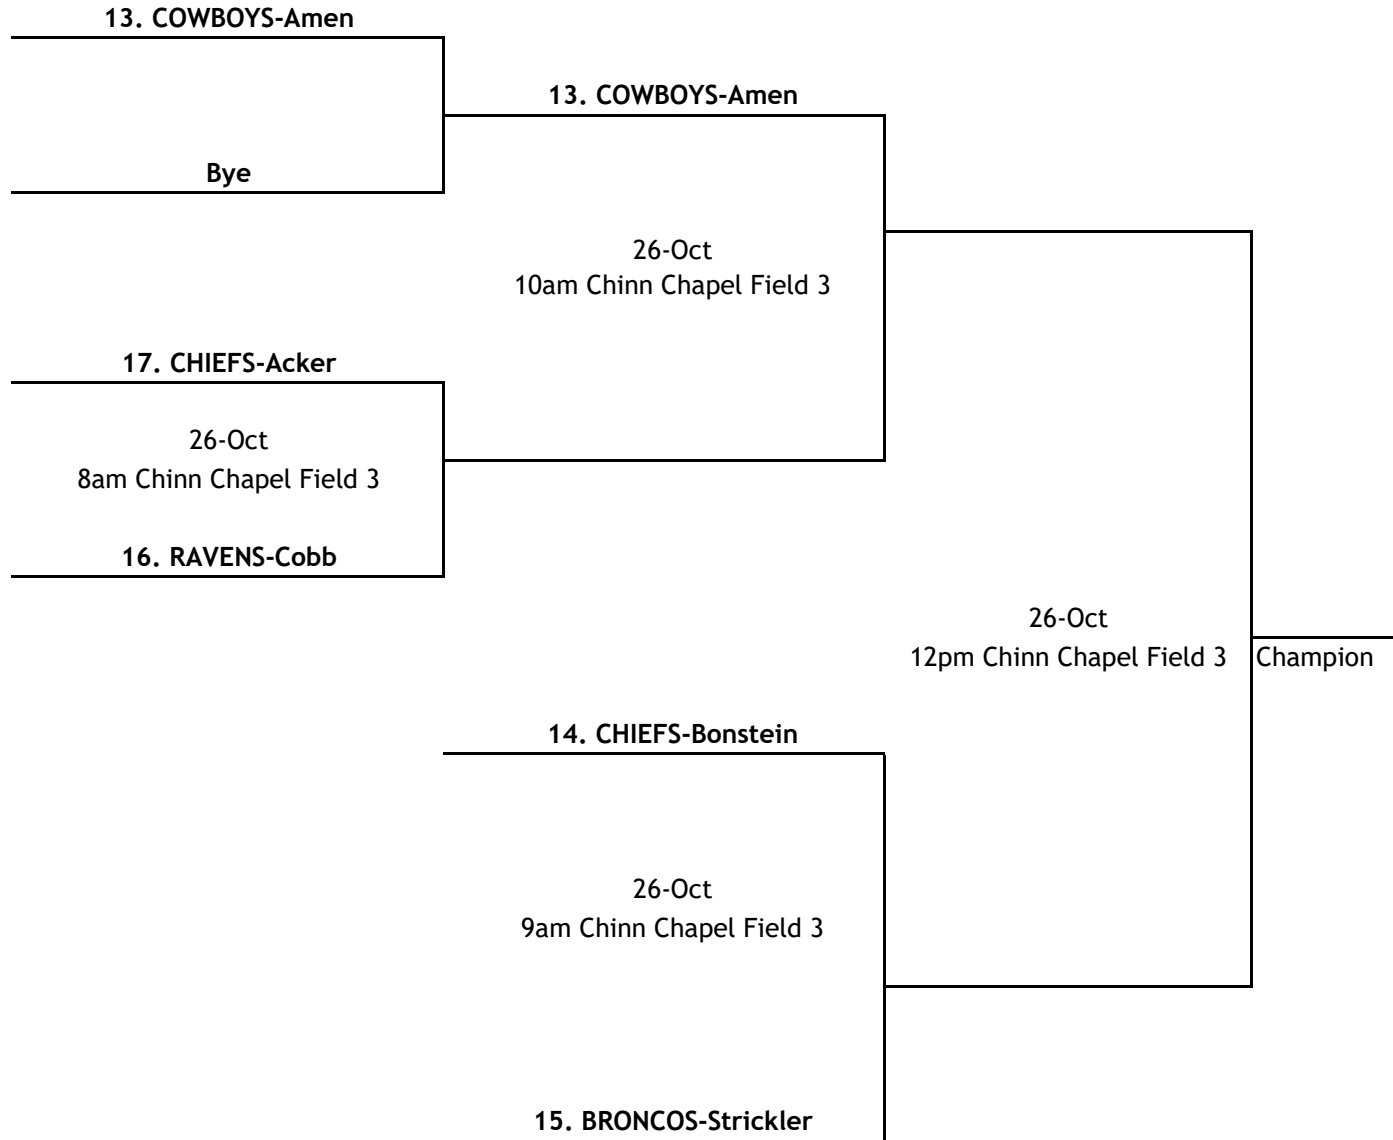 13. COWBOYS-Amen
13. COWBOYS-Amen
Bye
26-Oct
10am Chinn Chapel Field 3
17. CHIEFS-Acker
26-Oct
8am Chinn Chapel Field 3
16. RAVENS-Cobb
26-Oct
12pm Chinn Chapel Field 3
Champion
14. CHIEFS-Bonstein
26-Oct
9am Chinn Chapel Field 3
15. BRONCOS-Strickler